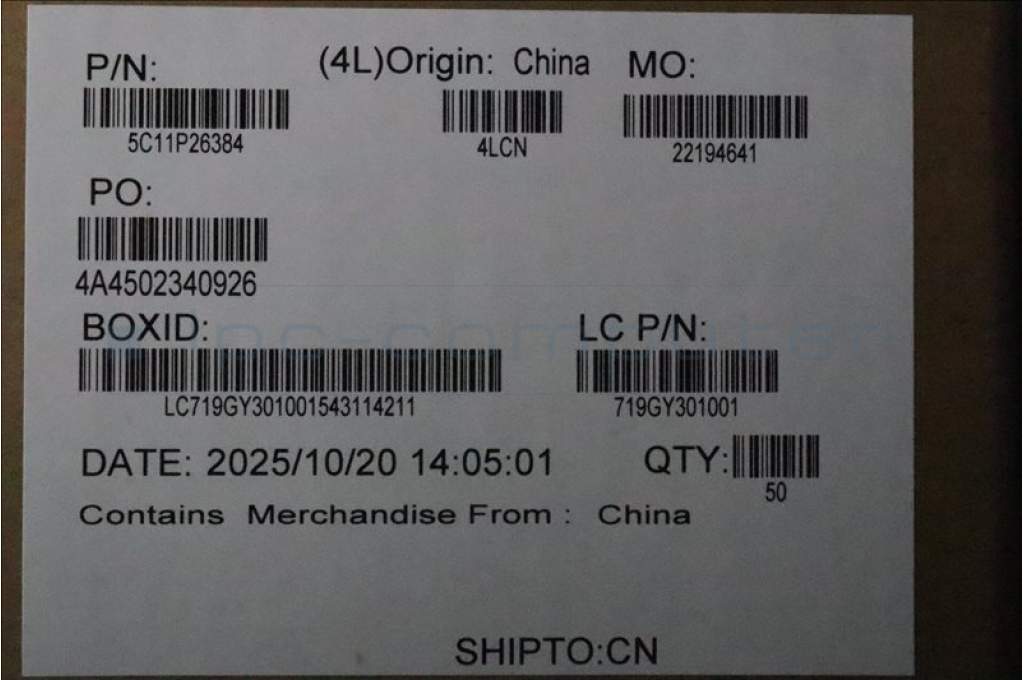 P/N: (4L)Origin: China MO:
5C11P26384 4LCN 22194641
PO:
4A4502340926
BOXID: LC P/N:
LC719GY301001543114211 719GY301001
DATE: 2025/10/20 14:05:01 QTY:
50
Contains Merchandise From : China
SHIPTO:CN